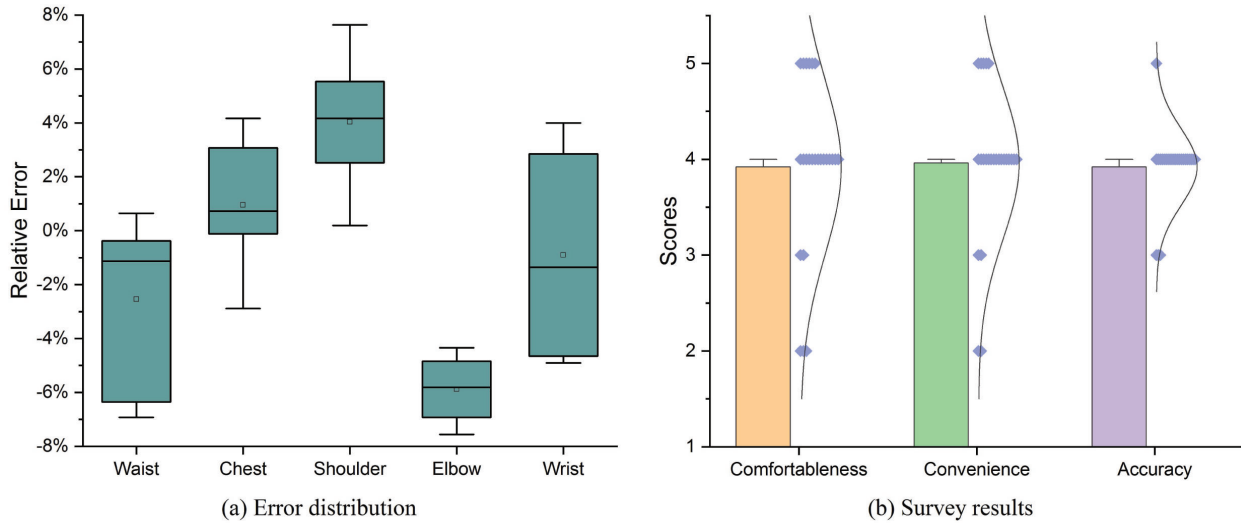 8%
6%
4%
2%
0%
-2%
-4%
-6%
-8%
Relative Error
Waist Chest Shoulder Elbow Wrist
(a) Error distribution
5
4
3
2
1
Scores
Comfortableness Convenience Accuracy
(b) Survey results